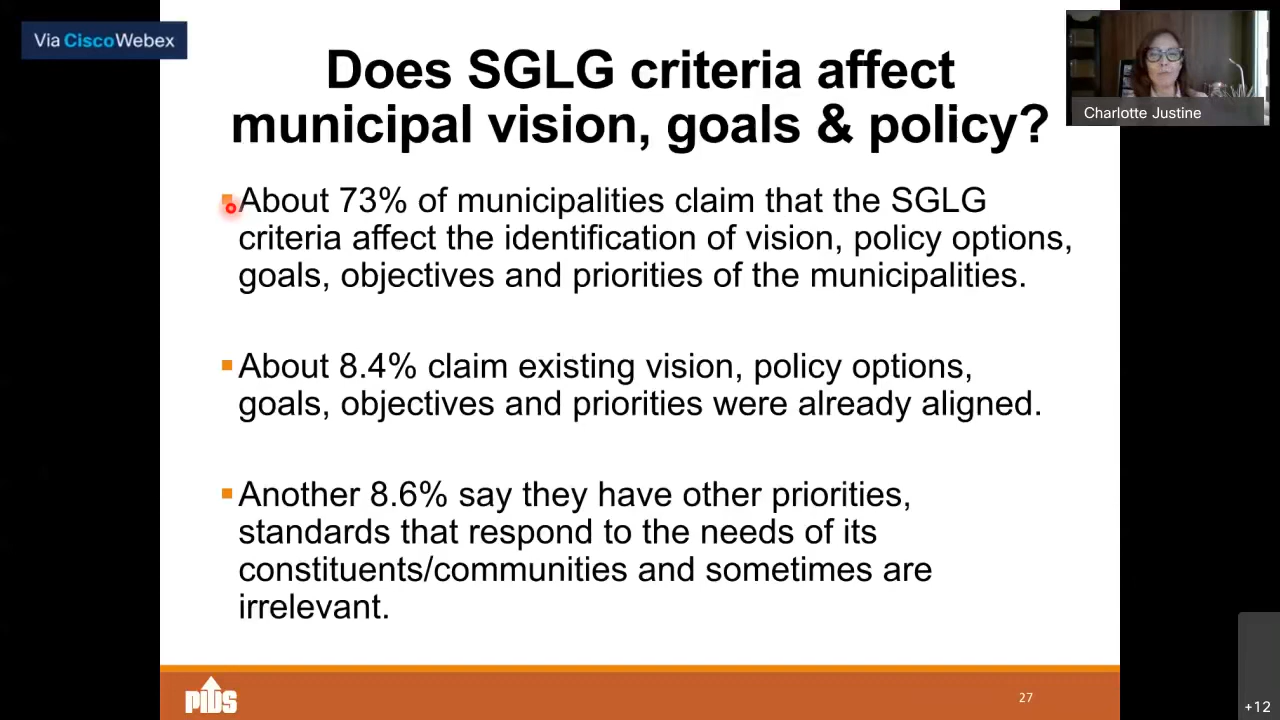 Via CiscoWebex
Does SGLG criteria affect
municipal vision, goals & policy?
Charlotte Justine
About 73% of municipalities claim that the SGLG
criteria affect the identification of vision, policy options,
goals, objectives and priorities of the municipalities.
About 8.4% claim existing vision, policy options,
goals, objectives and priorities were already aligned.
Another 8.6% say they have other priorities,
standards that respond to the needs of its
constituents/communities and sometimes are
irrelevant.
PIDS
27
+12